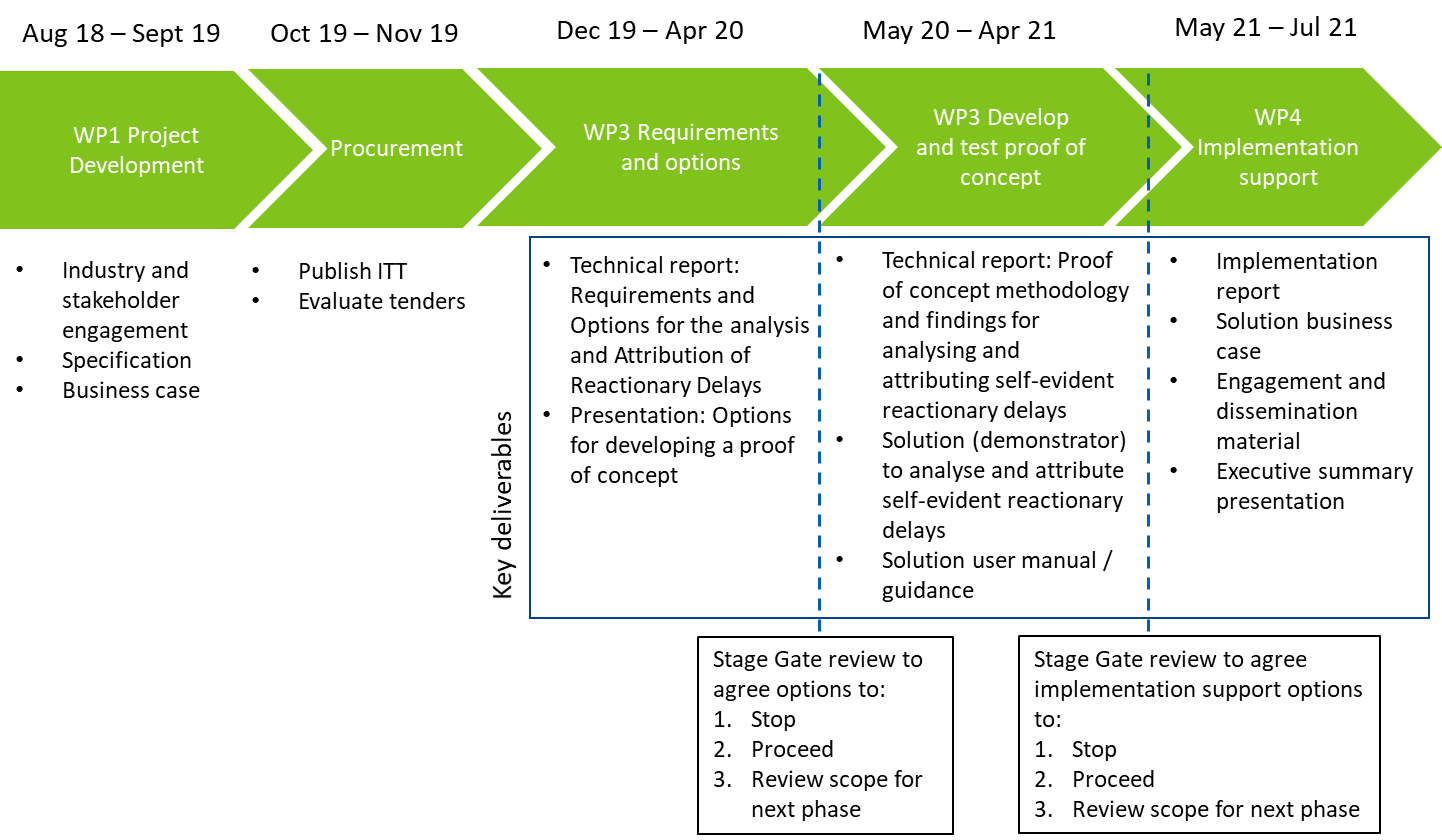 Aug 18 – Sept 19
Oct 19 – Nov 19
Dec 19 – Apr 20
May 20 – Apr 21
May 21 – Jul 21
WP1 Project
Development
Procurement
WP3 Requirements
and options
WP3 Develop
and test proof of
concept
WP4
Implementation
support
• Industry and
stakeholder
engagement
• Specification
• Business case
• Publish ITT
• Evaluate tenders
Key deliverables
• Technical report:
Requirements and
Options for the analysis
and Attribution of
Reactionary Delays
• Presentation: Options
for developing a proof
of concept
• Technical report: Proof
of concept methodology
and findings for
analysing and
attributing self-evident
reactionary delays
• Solution (demonstrator)
to analyse and attribute
self-evident reactionary
delays
• Solution user manual /
guidance
• Implementation
report
• Solution business
case
• Engagement and
dissemination
material
• Executive summary
presentation
Stage Gate review to
agree options to:
1. Stop
2. Proceed
3. Review scope for
next phase
Stage Gate review to agree
implementation support options
to:
1. Stop
2. Proceed
3. Review scope for next phase